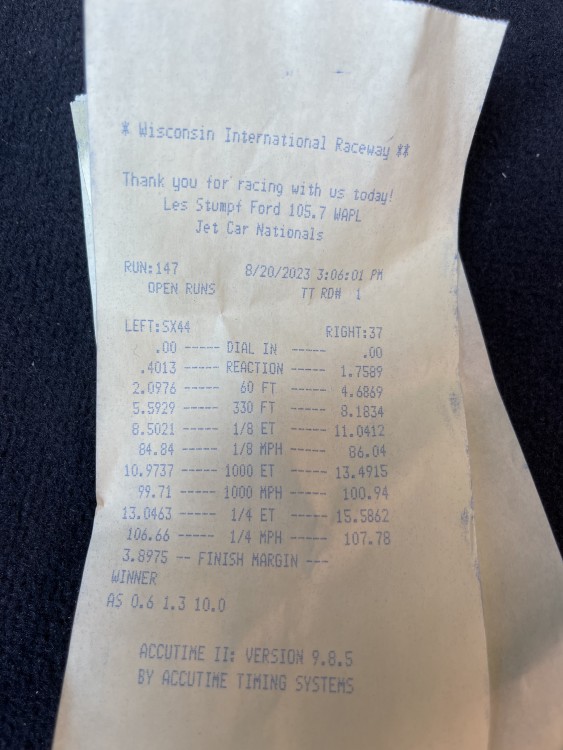 * Wisconsin International Raceway **
Thank you for racing with us today!
Les Stumpf Ford 105.7 WAPL
Jet Car Nationals
RUN:147 8/20/2023 3:06:01 PM
OPEN RUNS TT RD# 1
LEFT:SX44 RIGHT:37
.00 ----- DIAL IN ----- .00
.4013 ----- REACTION ----- 1.7589
2.0976 ----- 60 FT ----- 4.6869
5.5929 ----- 330 FT ----- 8.1834
8.5021 ----- 1/8 ET ----- 11.0412
84.84 ----- 1/8 MPH ----- 86.04
10.9737 ----- 1000 ET ----- 13.4915
99.71 ----- 1000 MPH ----- 100.94
13.0463 ----- 1/4 ET ----- 15.5862
106.66 ----- 1/4 MPH ----- 107.78
3.8975 -- FINISH MARGIN ---
WINNER
AS 0.6 1.3 10.0
ACCUTIME II: VERSION 9.8.5
BY ACCUTIME TIMING SYSTEMS